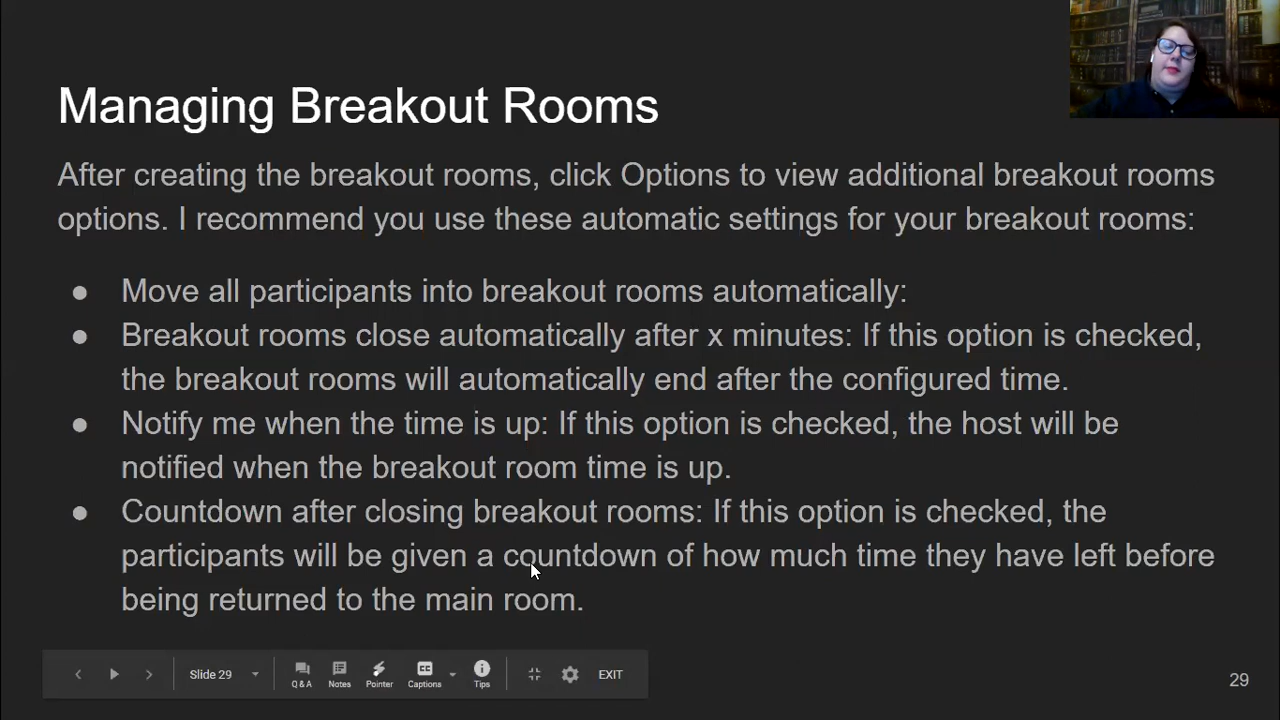 Managing Breakout Rooms
After creating the breakout rooms, click Options to view additional breakout rooms
options. I recommend you use these automatic settings for your breakout rooms:
● Move all participants into breakout rooms automatically:
● Breakout rooms close automatically after x minutes: If this option is checked,
the breakout rooms will automatically end after the configured time.
● Notify me when the time is up: If this option is checked, the host will be
notified when the breakout room time is up.
● Countdown after closing breakout rooms: If this option is checked, the
participants will be given a countdown of how much time they have left before
being returned to the main room.
Slide 29 Q & A Notes Pointer Captions Tips EXIT
29